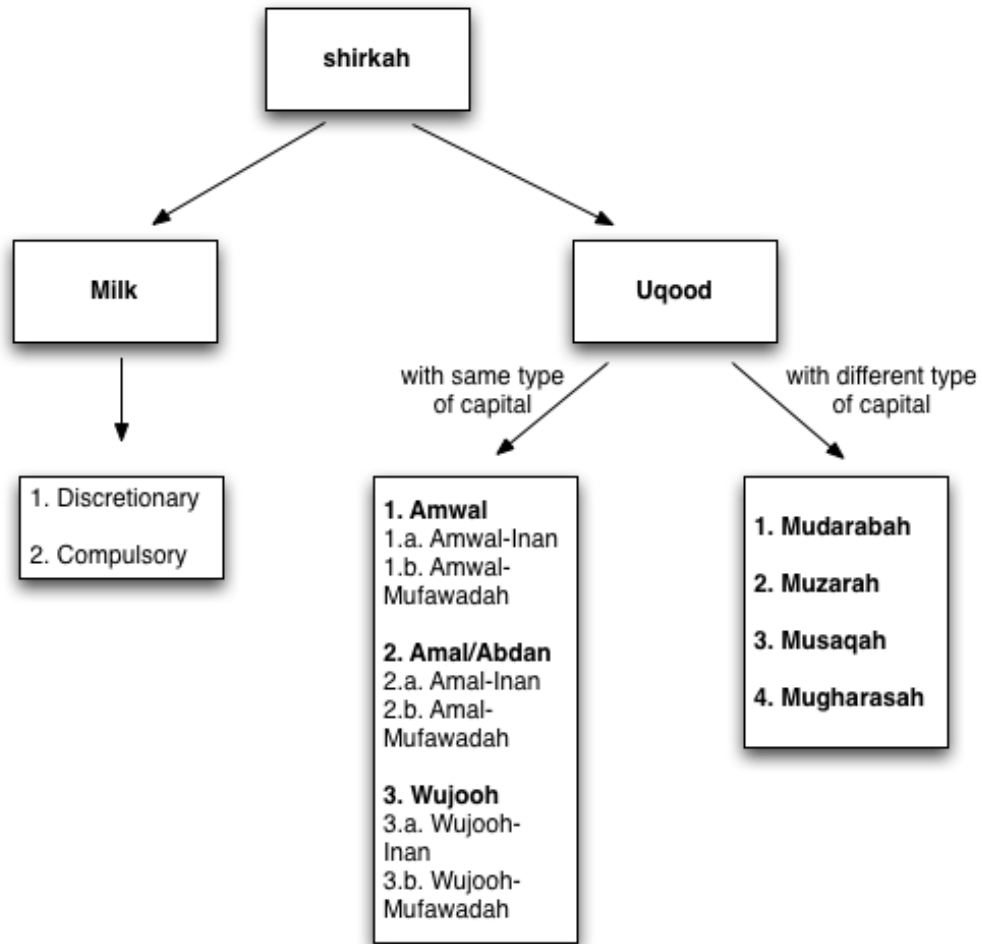 shirkah
Milk
Uqood
with same type
of capital
with different type
of capital
1. Discretionary
2. Compulsory
1. Amwal
1.a. Amwal-Inan
1.b. Amwal-
Mufawadah
2. Amal/Abdan
2.a. Amal-Inan
2.b. Amal-
Mufawadah
3. Wujooh
3.a. Wujooh-
Inan
3.b. Wujooh-
Mufawadah
1. Mudarabah
2. Muzarah
3. Musaqah
4. Mugharasah